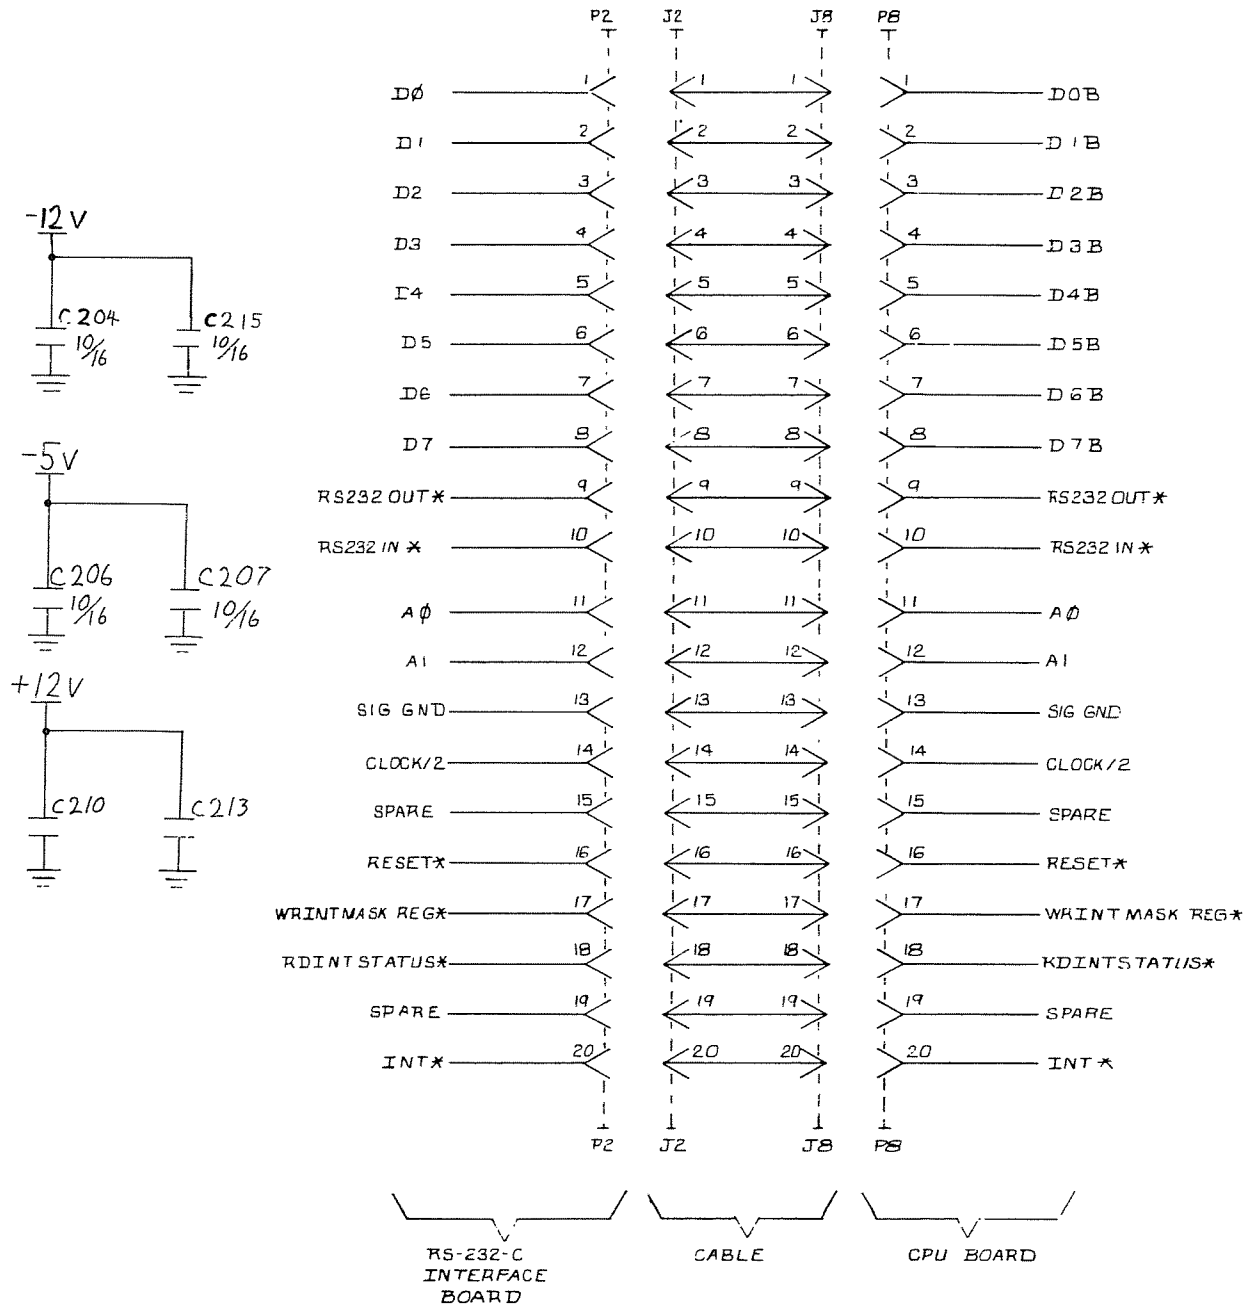 P2 J2 J8 P8
DØ 1 1 1 1 D0B
D1 2 2 2 2 D1B
D2 3 3 3 3 D2B
D3 4 4 4 4 D3B
D4 5 5 5 5 D4B
D5 6 6 6 6 D5B
D6 7 7 7 7 D6B
D7 8 8 8 8 D7B
RS232 OUT* 9 9 9 9 RS232 OUT*
RS232 IN * 10 10 10 10 RS232 IN *
AØ 11 11 11 11 AØ
A1 12 12 12 12 A1
SIG GND 13 13 13 13 SIG GND
CLOCK/2 14 14 14 14 CLOCK/2
SPARE 15 15 15 15 SPARE
RESET* 16 16 16 16 RESET*
WRINTMASK REG* 17 17 17 17 WRINT MASK REG*
RDINTSTATUS* 18 18 18 18 RDINTSTATUS*
SPARE 19 19 19 19 SPARE
INT* 20 20 20 20 INT *
P2 J2 J8 P8
RS-232-C
INTERFACE
BOARD
CABLE
CPU BOARD
-12V
C204 C215
10/16 10/16
-5V
C206 C207
10/16 10/16
+12V
C210 C213